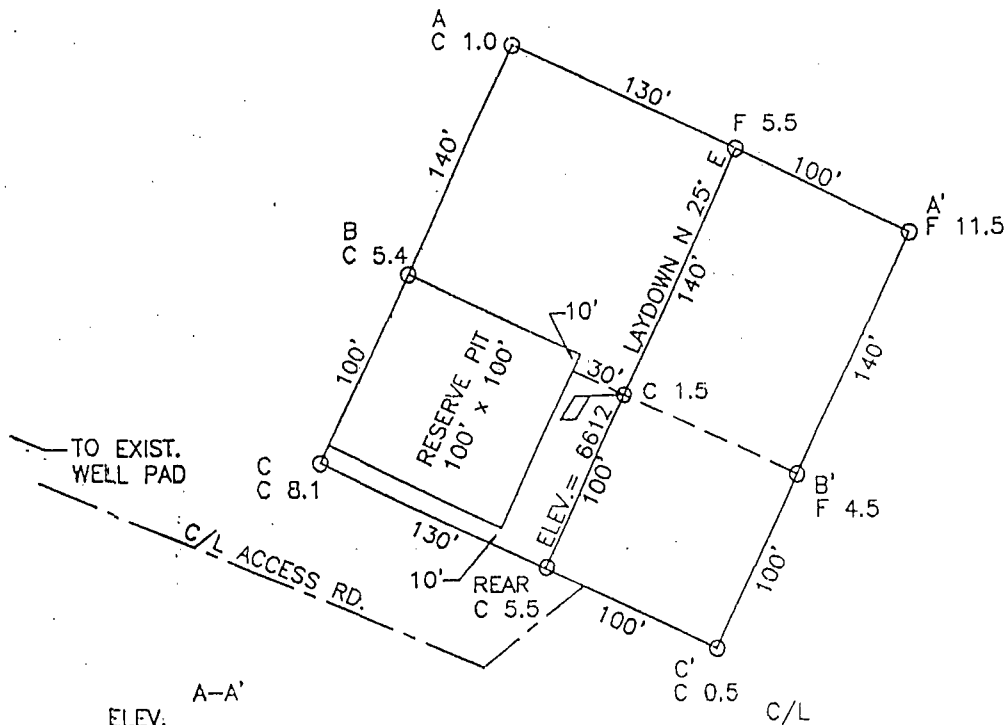 A
C 1.0
130'
F 5.5
100'
A'
F 11.5
140'
B
C 5.4
LAYDOWN N 25° E
140'
10'
30'
C 1.5
140'
100'
RESERVE PIT
100' x 100'
ELEV.= 6612
100'
TO EXIST.
WELL PAD
C
C 8.1
B'
F 4.5
130'
C/L ACCESS RD.
10'
REAR
C 5.5
100'
100'
C'
C 0.5
A-A'
C/L
ELEV.